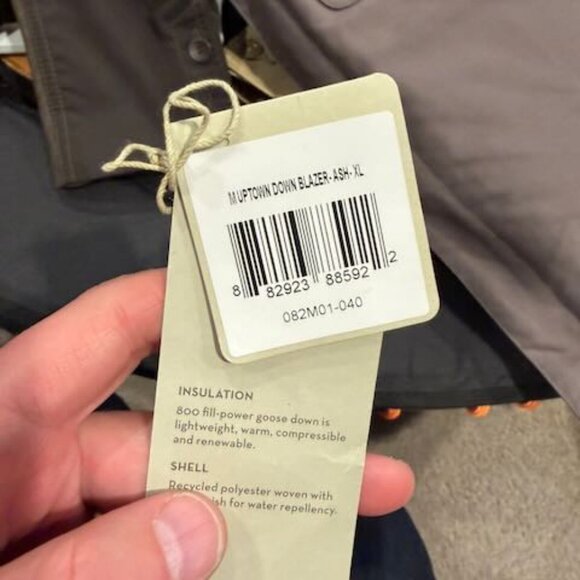 M UPTOWN DOWN BLAZER- ASH- XL
8 82923 88592 2
082M01-040
INSULATION
800 fill-power goose down is
lightweight, warm, compressible
and renewable.
SHELL
Recycled polyester woven with
for water repellency.